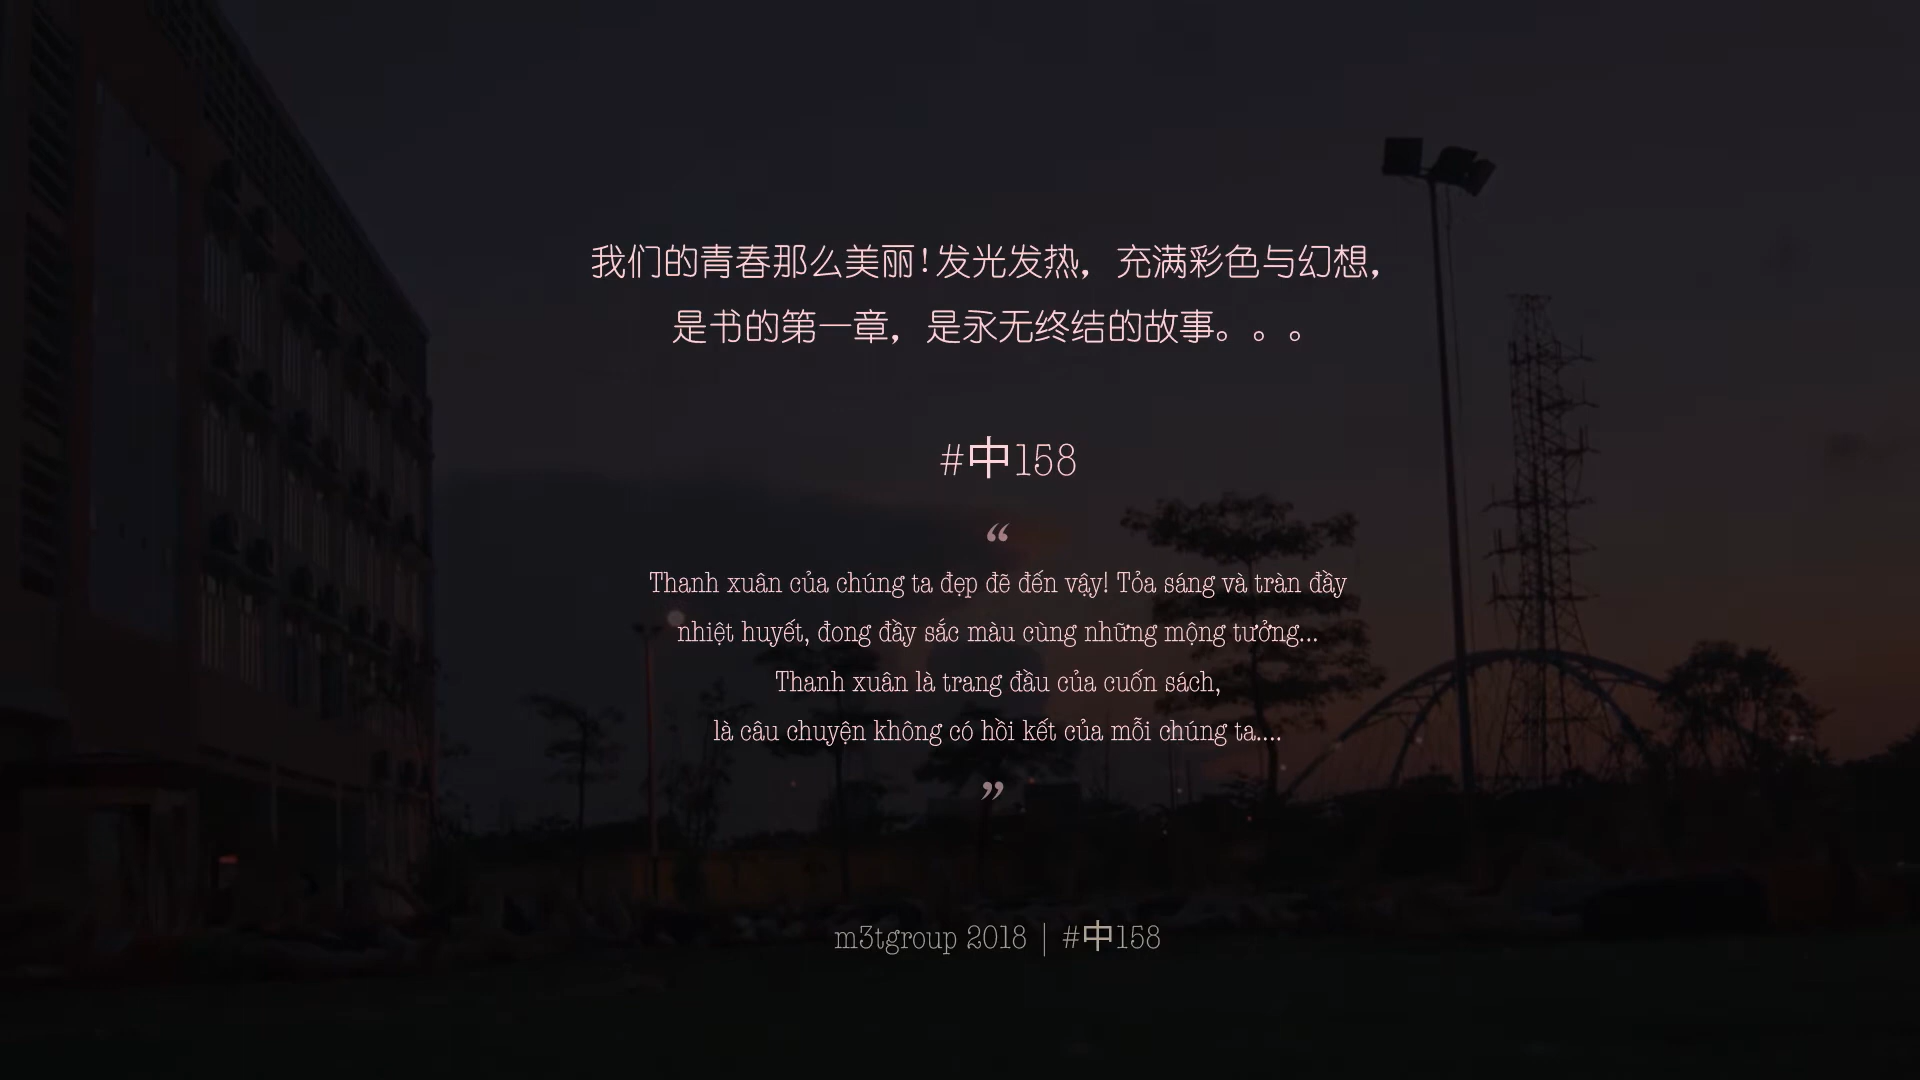 我们的青春那么美丽!发光发热，充满彩色与幻想，
是书的第一章，是永无终结的故事。。。
#中158
“
Thanh xuân của chúng ta đẹp đẽ đến vậy! Tỏa sáng và tràn đầy
nhiệt huyết, đong đầy sắc màu cùng những mộng tưởng...
Thanh xuân là trang đầu của cuốn sách,
là câu chuyện không có hồi kết của mỗi chúng ta....
”
m3tgroup 2018 | #中158